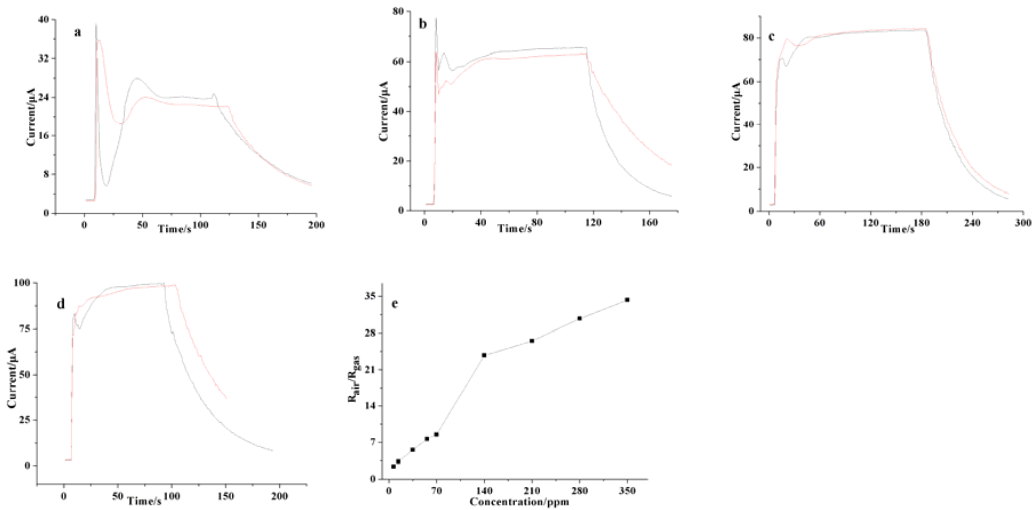 a
Current/μA
40
32
24
16
8
0
0 50 100 150 200
Time/s
b
Current/μA
80
60
40
20
0
0 40 80 120 160
Time/s
c
Current/μA
80
60
40
20
0
0 60 120 180 240 300
Time/s
d
Current/μA
100
75
50
25
0
0 50 100 150 200
Time/s
e
Rair/Rgas
35
28
21
14
7
0
0 70 140 210 280 350
Concentration/ppm